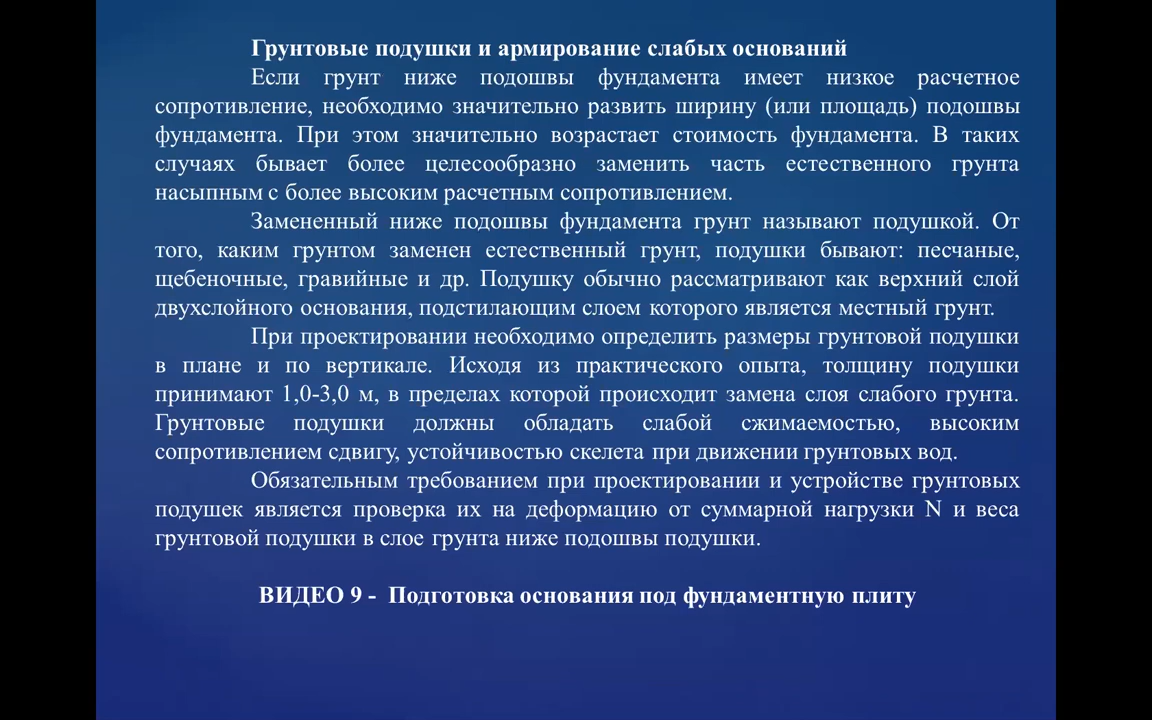 Грунтовые подушки и армирование слабых оснований
Если грунт ниже подошвы фундамента имеет низкое расчетное
сопротивление, необходимо значительно развить ширину (или площадь) подошвы
фундамента. При этом значительно возрастает стоимость фундамента. В таких
случаях бывает более целесообразно заменить часть естественного грунта
насыпным с более высоким расчетным сопротивлением.
Замененный ниже подошвы фундамента грунт называют подушкой. От
того, каким грунтом заменен естественный грунт, подушки бывают: песчаные,
щебеночные, гравийные и др. Подушку обычно рассматривают как верхний слой
двухслойного основания, подстилающим слоем которого является местный грунт.
При проектировании необходимо определить размеры грунтовой подушки
в плане и по вертикале. Исходя из практического опыта, толщину подушки
принимают 1,0-3,0 м, в пределах которой происходит замена слоя слабого грунта.
Грунтовые подушки должны обладать слабой сжимаемостью, высоким
сопротивлением сдвигу, устойчивостью скелета при движении грунтовых вод.
Обязательным требованием при проектировании и устройстве грунтовых
подушек является проверка их на деформацию от суммарной нагрузки N и веса
грунтовой подушки в слое грунта ниже подошвы подушки.
ВИДЕО 9 - Подготовка основания под фундаментную плиту